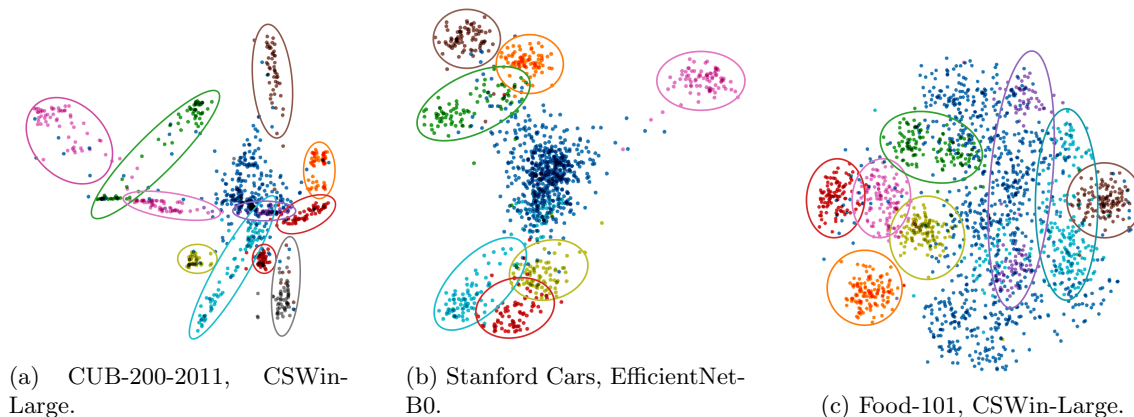 (a) CUB-200-2011, CSWin-
Large.
(b) Stanford Cars, EfficientNet-
B0.
(c) Food-101, CSWin-Large.